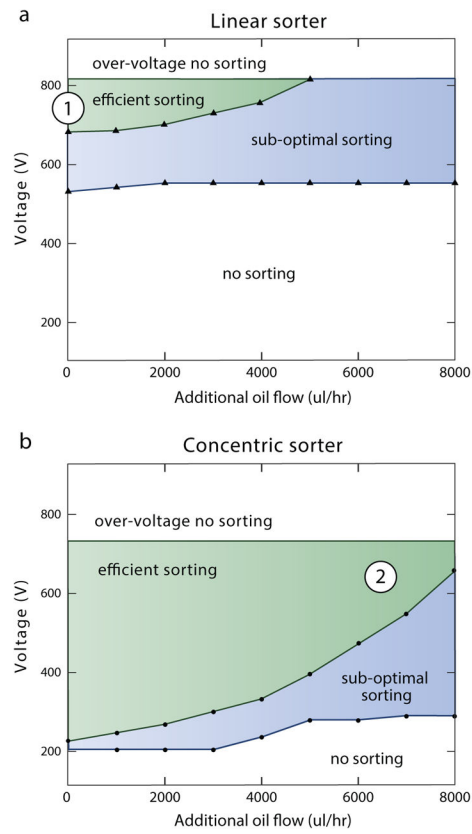 a
Linear sorter
over-voltage no sorting
800
1
efficient sorting
sub-optimal sorting
600
Voltage (V)
400
no sorting
200
0 2000 4000 6000 8000
Additional oil flow (ul/hr)
b
Concentric sorter
800
over-voltage no sorting
efficient sorting
2
600
Voltage (V)
400
sub-optimal
sorting
200
no sorting
0 2000 4000 6000 8000
Additional oil flow (ul/hr)